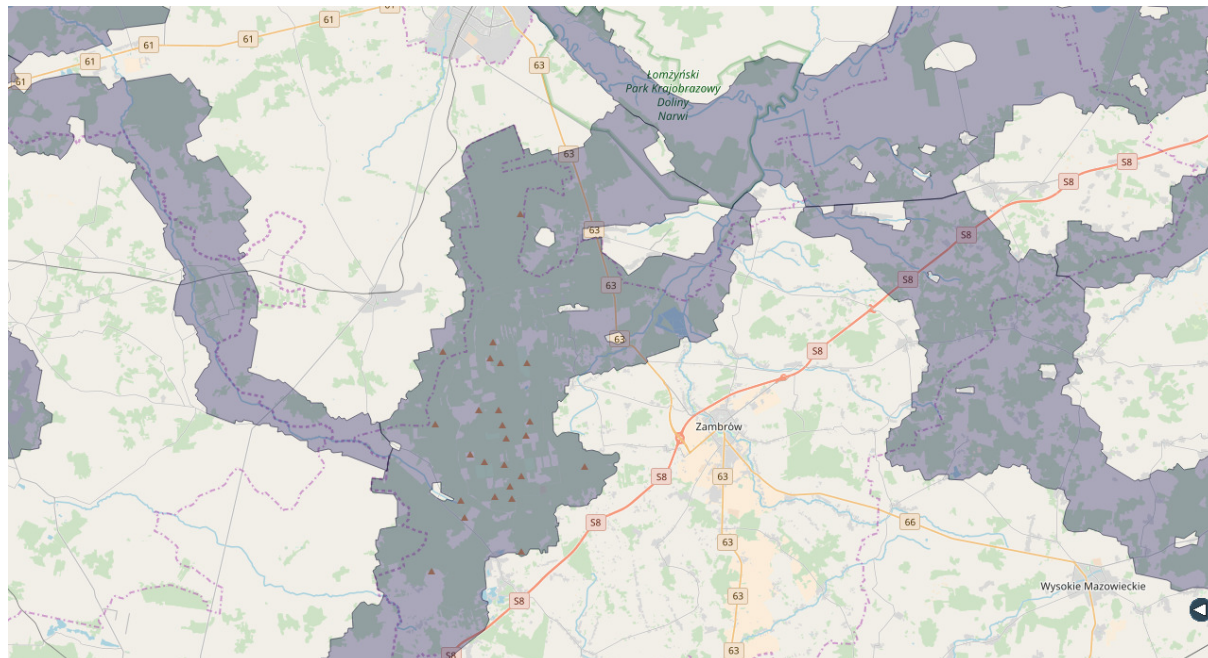 61
61
61
61
61
63
Łomżyński
Park Krajobrazowy
Doliny
Narwi
S8
S8
63
63
S8
63
S8
63
S8
Zambrów
S8
63
S8
66
63
Wysokie Mazowieckie
S8
63
63
S8